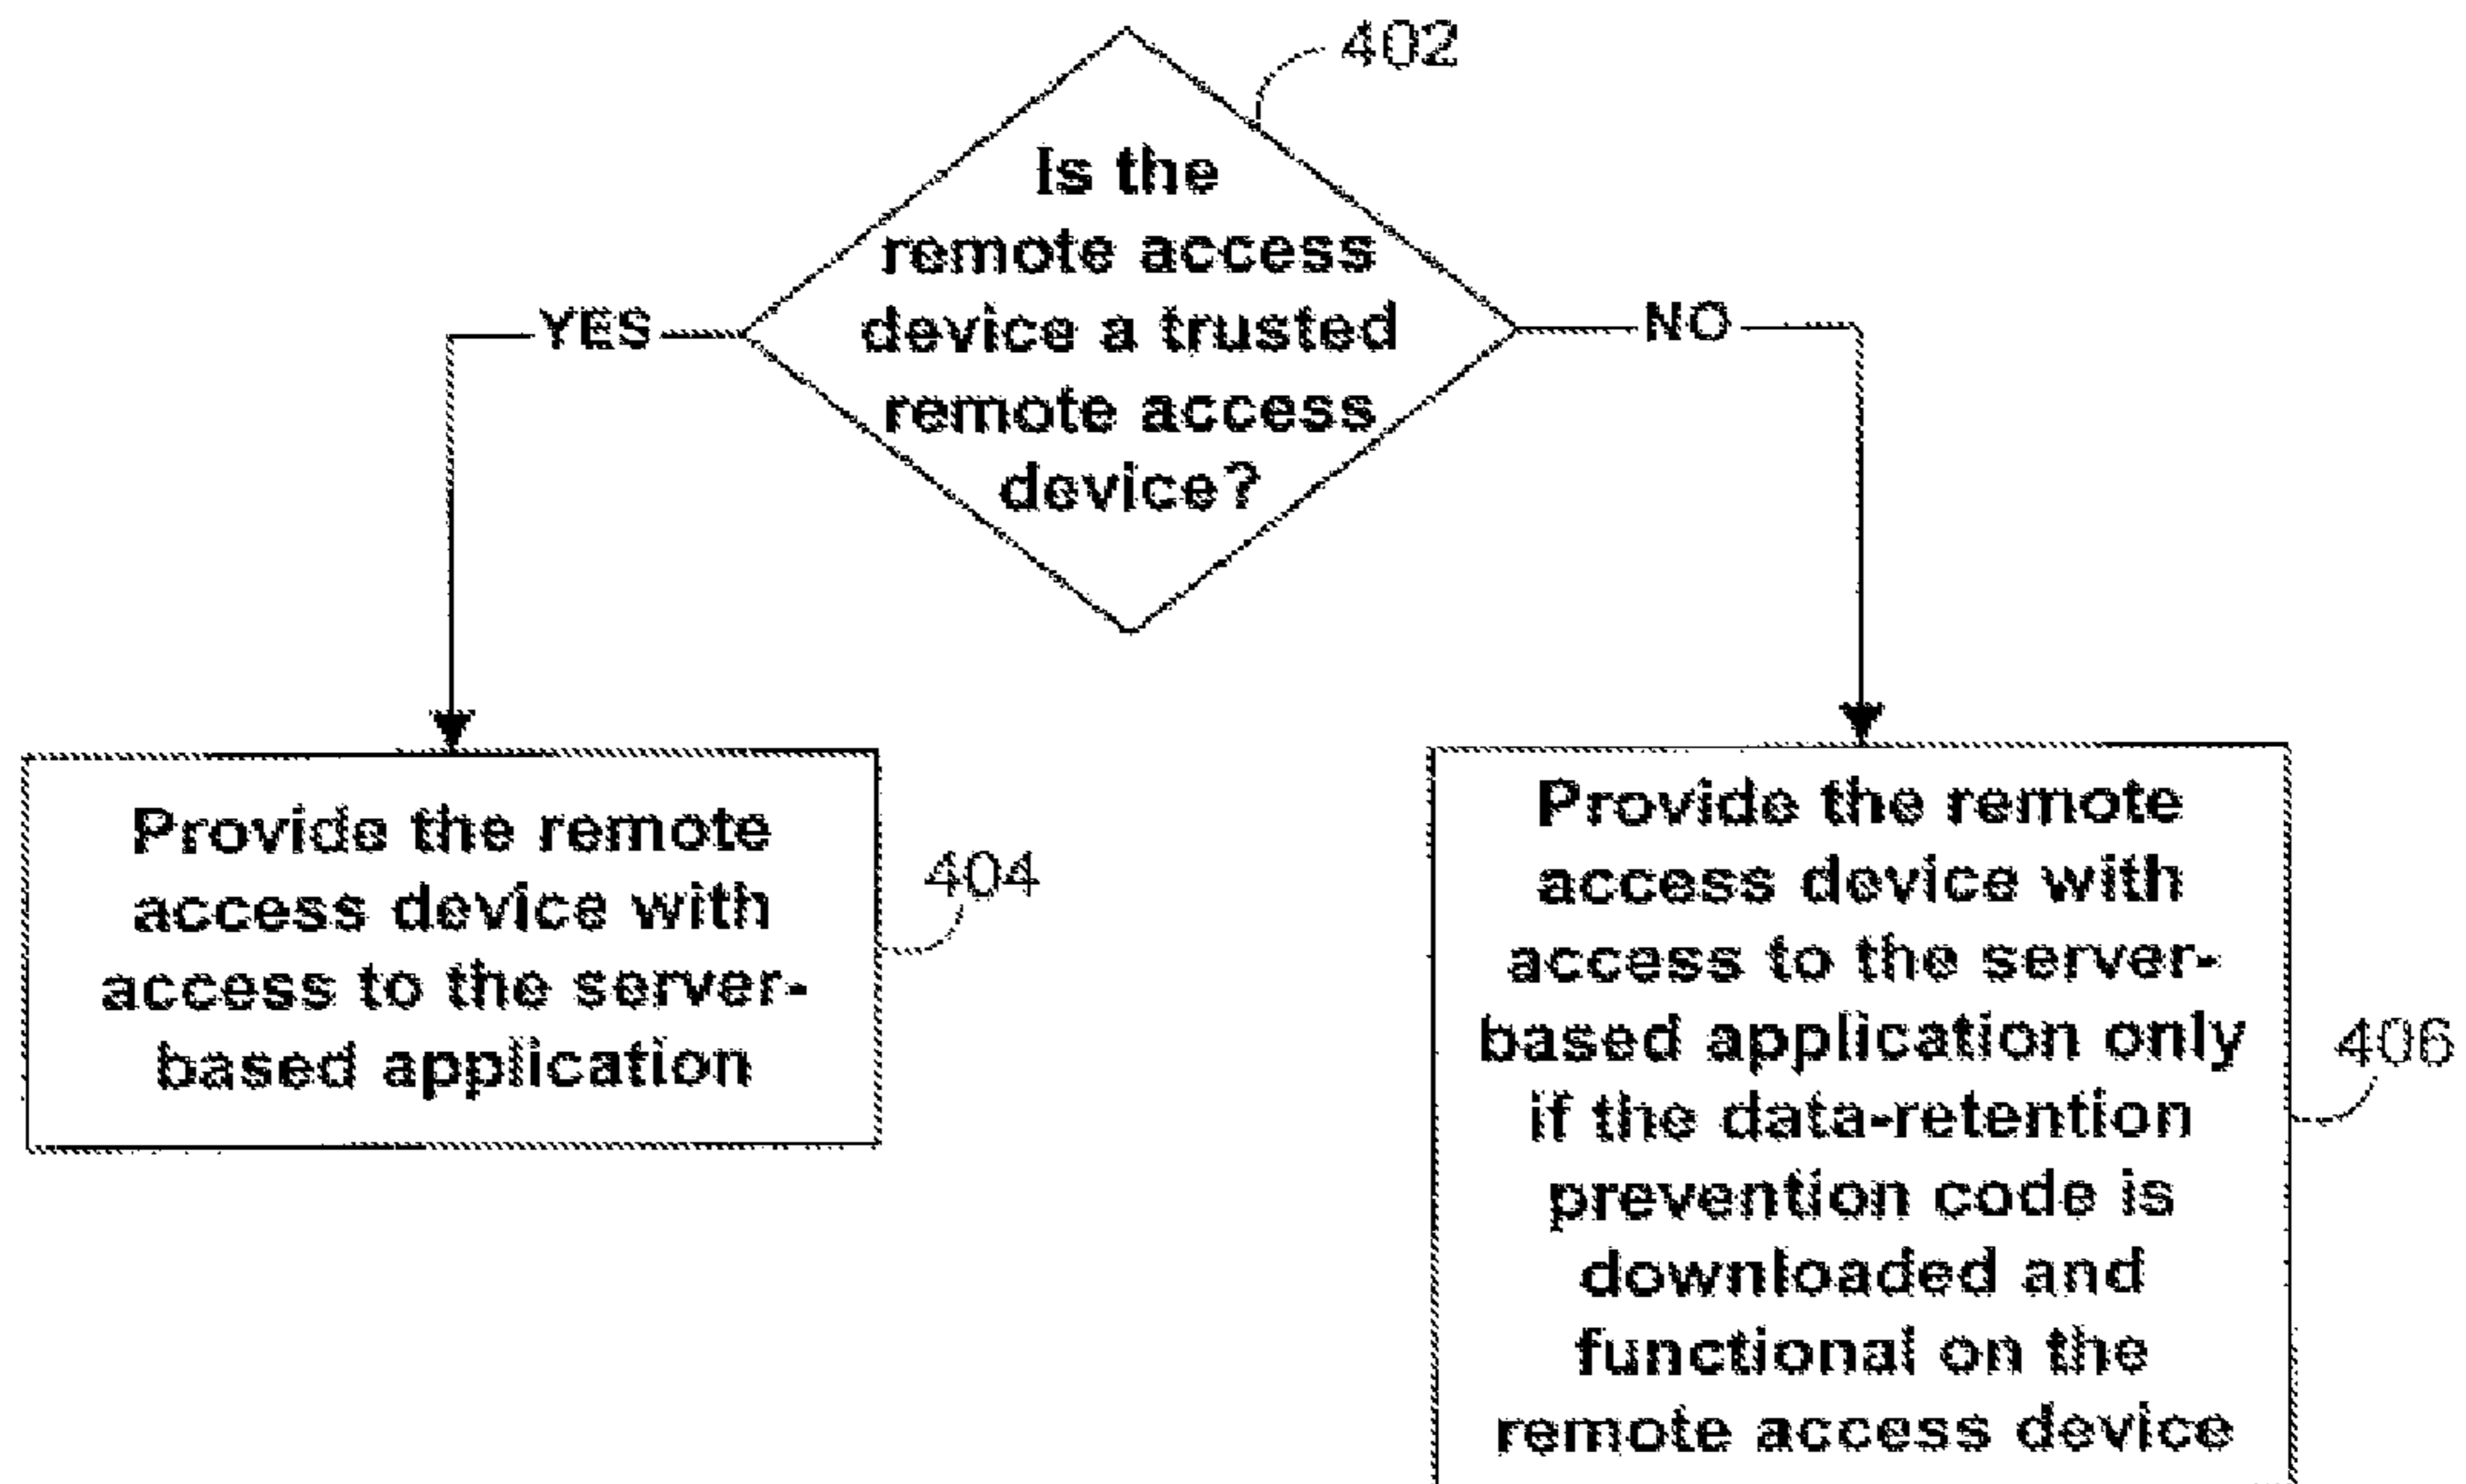 402
Is the
remote access
device a trusted
remote access
device?
YES
NO
Provide the remote
access device with
access to the server-
based application
404
Provide the remote
access device with
access to the server-
based application only
if the data-retention
prevention code is
downloaded and
functional on the
remote access device
406